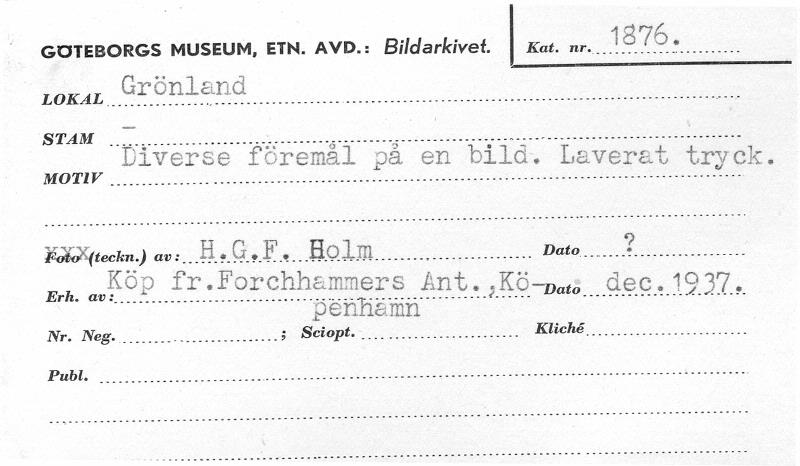 GÖTEBORGS MUSEUM, ETN. AVD.: Bildarkivet. Kat. nr. 1876.
LOKAL Grönland
STAM –
MOTIV Diverse föremål på en bild. Laverat tryck.
Foto (teckn.) av: H.G.F. Holm Dato ?
Erh. av: Köp fr. Forchhammers Ant., Kö- Dato dec. 1937.
penhamn
Nr. Neg. ; Sciopt. Kliché
Publ.